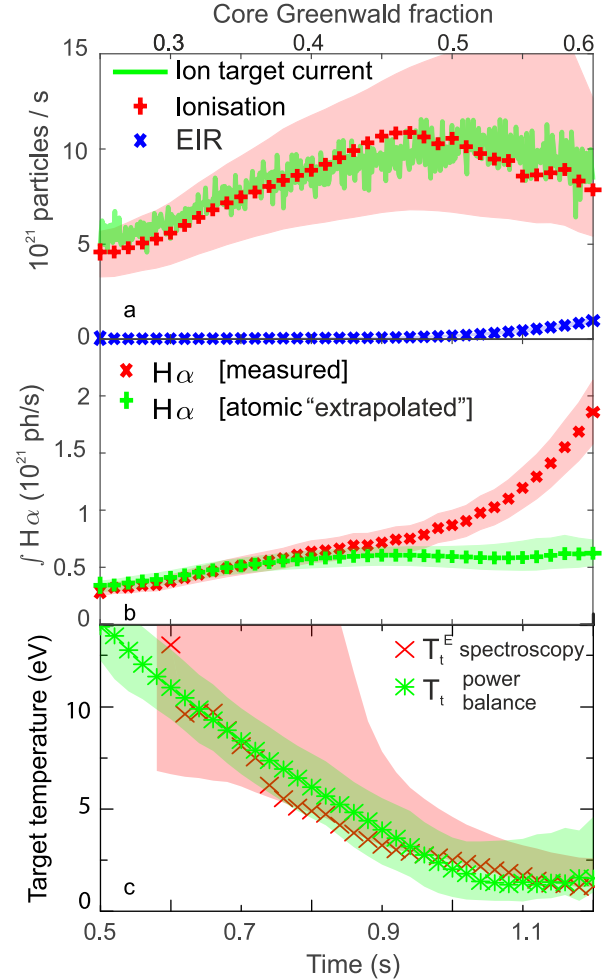 Core Greenwald fraction
0.3 0.4 0.5 0.6
15
10
5
0
10²¹ particles / s
Ion target current
Ionisation
EIR
a
2
1.5
1
0.5
0
∫ Hα (10²¹ ph/s)
Hα [measured]
Hα [atomic “extrapolated”]
b
10
5
0
Target temperature (eV)
T_t^E spectroscopy
T_t power
balance
c
0.5 0.7 0.9 1.1
Time (s)